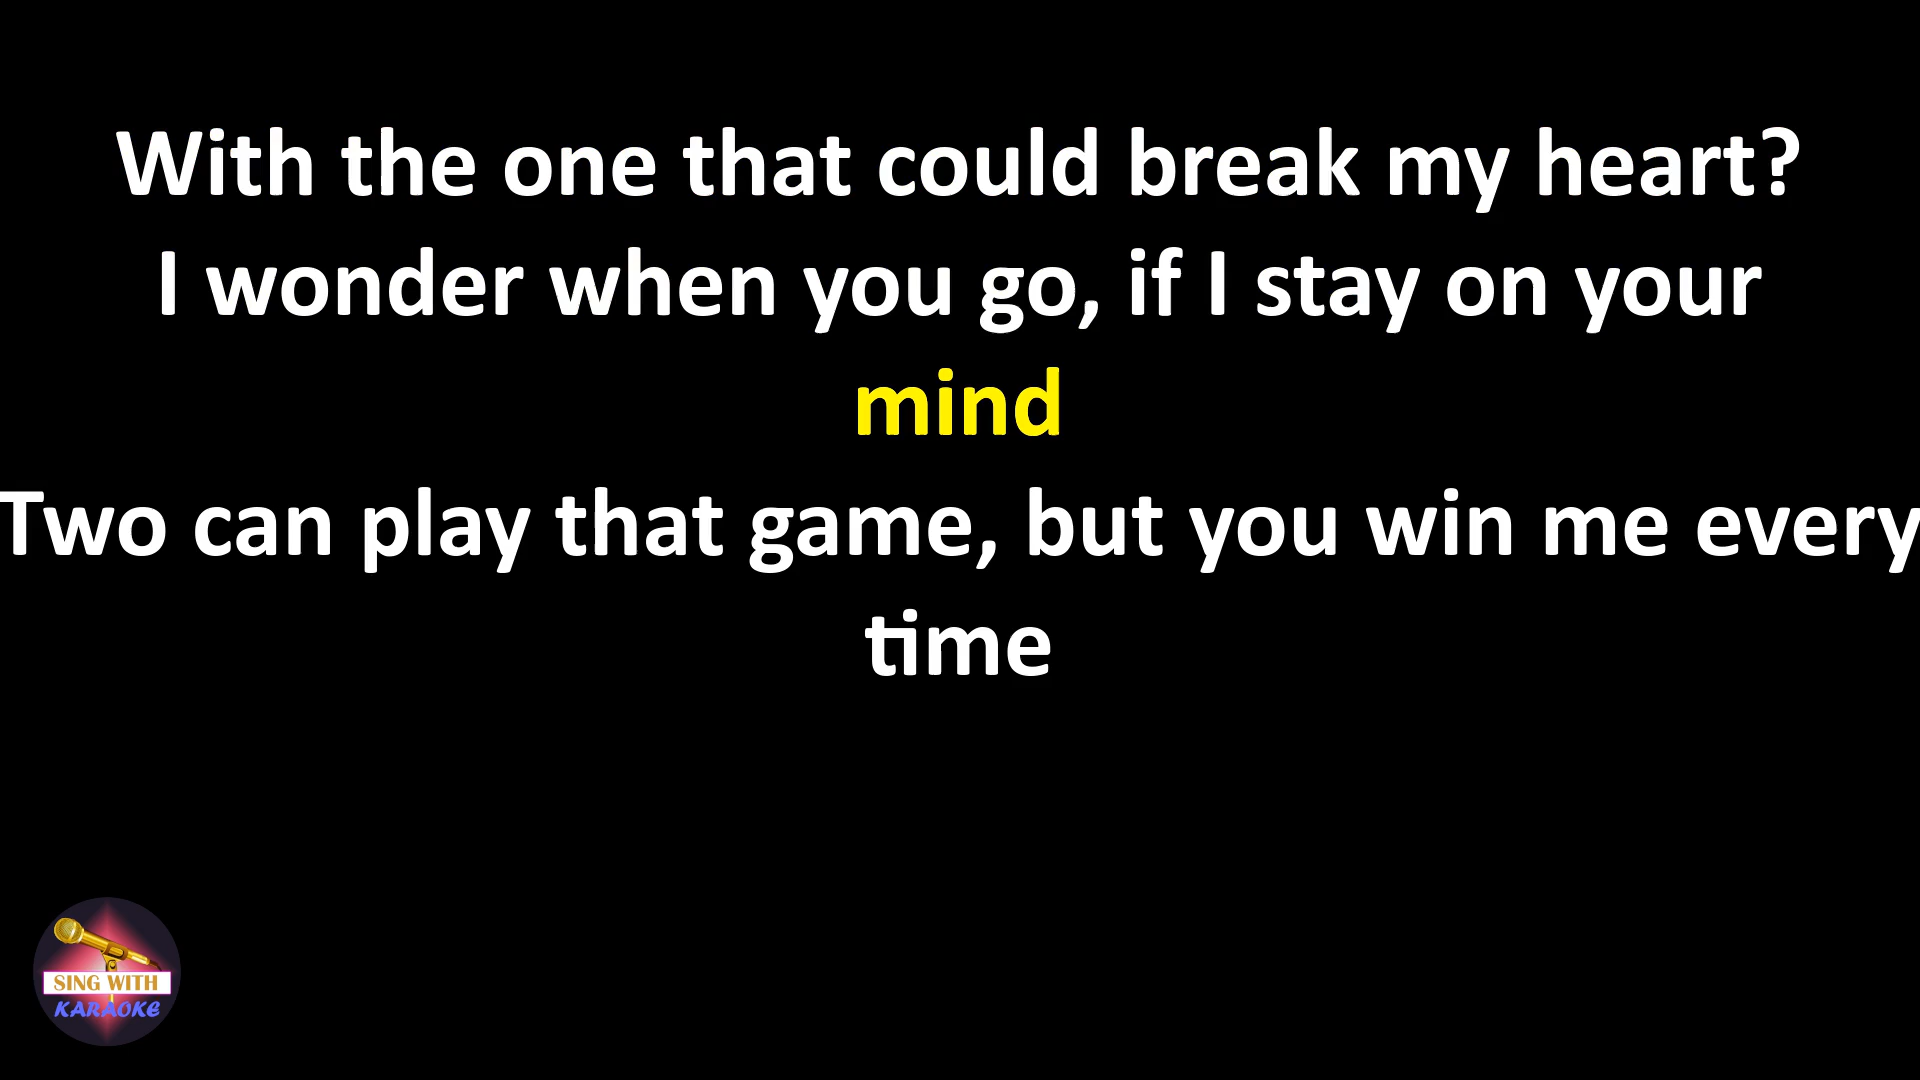 With the one that could break my heart?
I wonder when you go, if I stay on your
mind
Two can play that game, but you win me every
time
SING WITH
KARAOKE